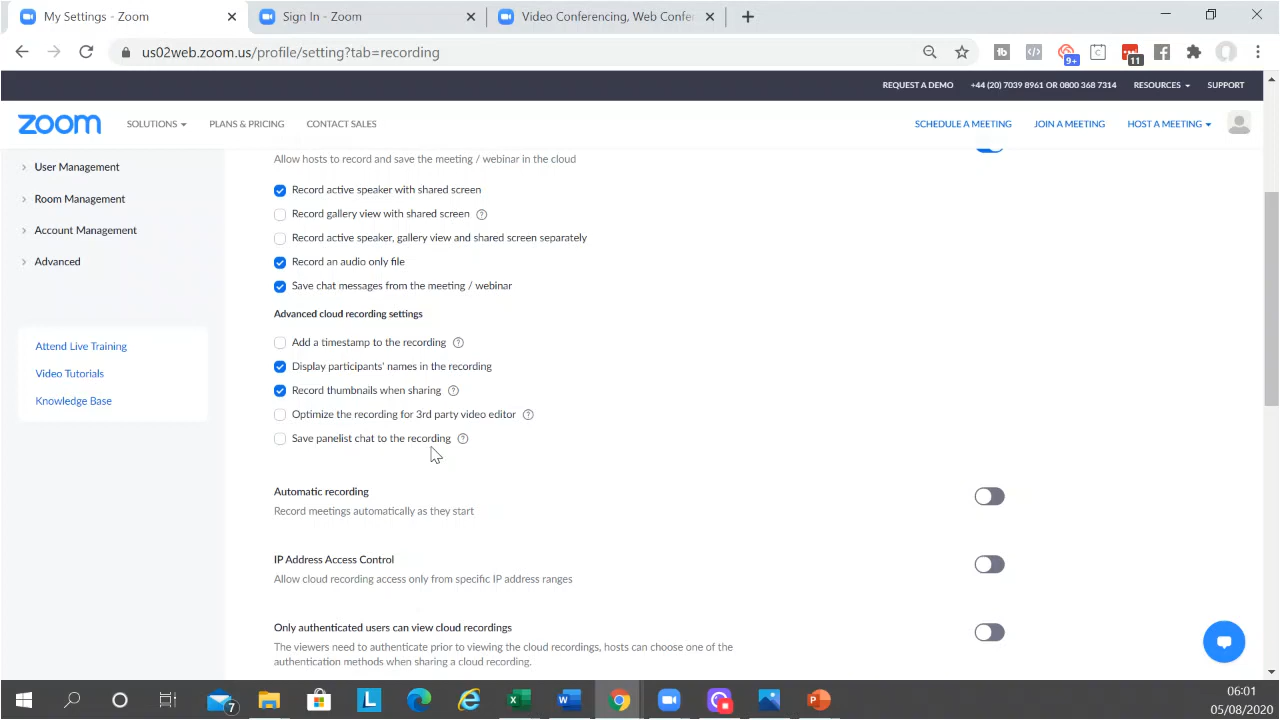 My Settings - Zoom
Sign In - Zoom
Video Conferencing, Web Confer
us02web.zoom.us/profile/setting?tab=recording
9+
11
REQUEST A DEMO +44 (20) 7039 8961 OR 0800 368 7314 RESOURCES SUPPORT
zoom SOLUTIONS PLANS & PRICING CONTACT SALES SCHEDULE A MEETING JOIN A MEETING HOST A MEETING
User Management
Room Management
Account Management
Advanced
Attend Live Training
Video Tutorials
Knowledge Base
Allow hosts to record and save the meeting / webinar in the cloud
Record active speaker with shared screen
Record gallery view with shared screen
Record active speaker, gallery view and shared screen separately
Record an audio only file
Save chat messages from the meeting / webinar
Advanced cloud recording settings
Add a timestamp to the recording
Display participants' names in the recording
Record thumbnails when sharing
Optimize the recording for 3rd party video editor
Save panelist chat to the recording
Automatic recording
Record meetings automatically as they start
IP Address Access Control
Allow cloud recording access only from specific IP address ranges
Only authenticated users can view cloud recordings
The viewers need to authenticate prior to viewing the cloud recordings, hosts can choose one of the
authentication methods when sharing a cloud recording.
7
06:01
05/08/2020